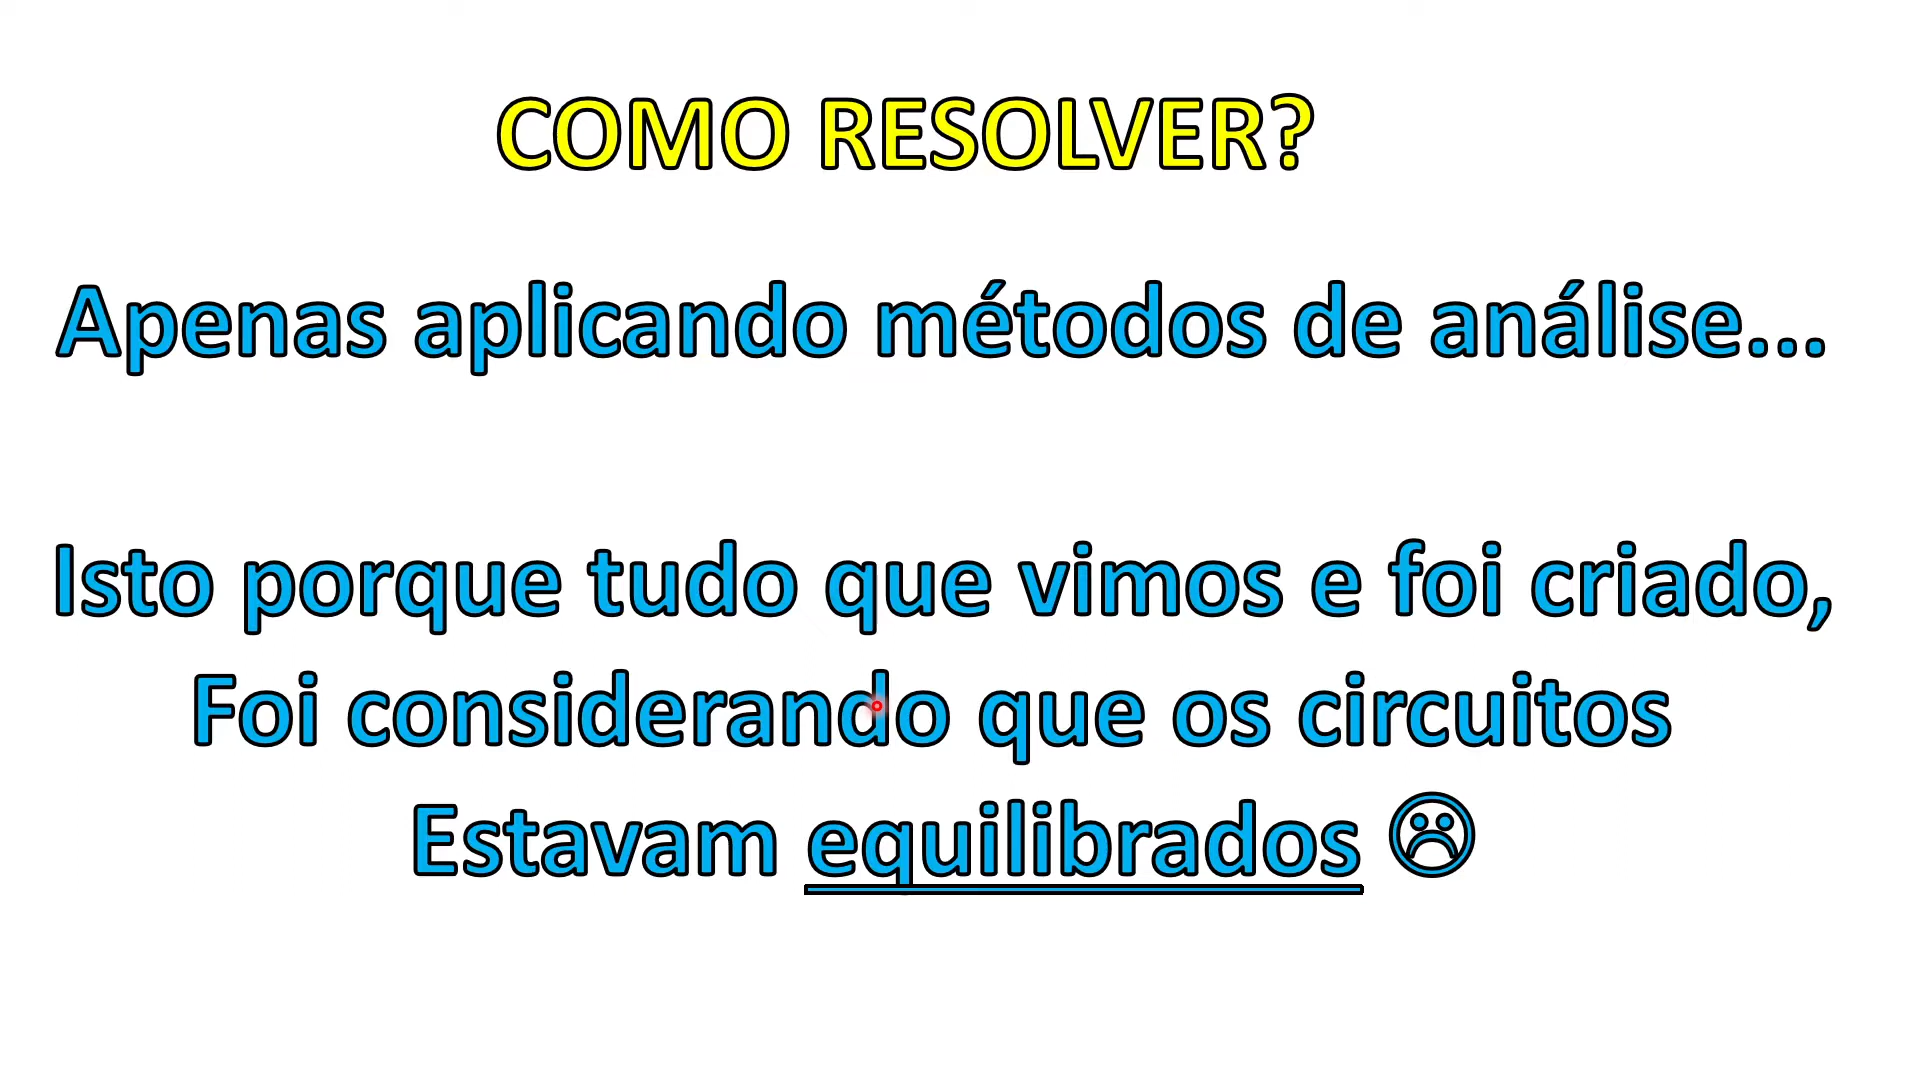 COMO RESOLVER?
Apenas aplicando métodos de análise...
Isto porque tudo que vimos e foi criado,
Foi considerando que os circuitos
Estavam equilibrados ☹